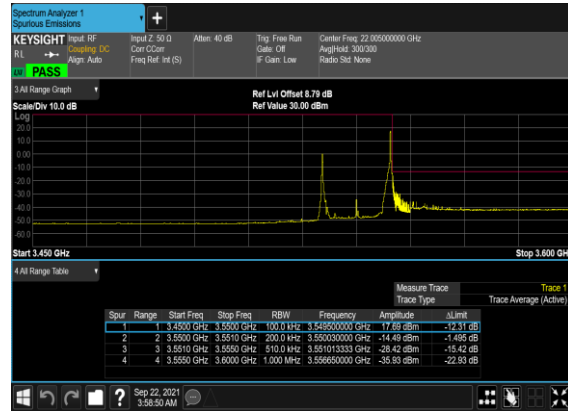 Spectrum Analyzer 1
Spurious Emissions
+
KEYSIGHT Input: RF Input Z: 50 Ω Atten: 40 dB Trig: Free Run Center Freq: 22.005000000 GHz
RL Coupling: DC Corr CCorr Gate: Off Avg|Hold: 300/300
Align: Auto Freq Ref: Int (S) IF Gain: Low Radio Std: None
LW PASS
3 All Range Graph Ref Lvl Offset 8.79 dB
Scale/Div 10.0 dB Ref Value 30.00 dBm
Log
20.0
10.0
0.00
-10.0
-20.0
-30.0
-40.0
-50.0
-60.0
Start 3.450 GHz Stop 3.600 GH
4 All Range Table
Measure Trace Trace 1
Trace Type Trace Average (Active)
Spur Range Start Freq Stop Freq RBW Frequency Amplitude ΔLimit
1 1 3.4500 GHz 3.5500 GHz 100.0 kHz 3.549500000 GHz 17.69 dBm -12.31 dB
2 2 3.5500 GHz 3.5510 GHz 200.0 kHz 3.550030000 GHz -14.49 dBm -1.495 dB
3 3 3.5510 GHz 3.5550 GHz 510.0 kHz 3.551013333 GHz -28.42 dBm -15.42 dB
4 4 3.5550 GHz 3.6000 GHz 1.000 MHz 3.556650000 GHz -35.93 dBm -22.93 dB
? Sep 22, 2021
3:58:50 AM